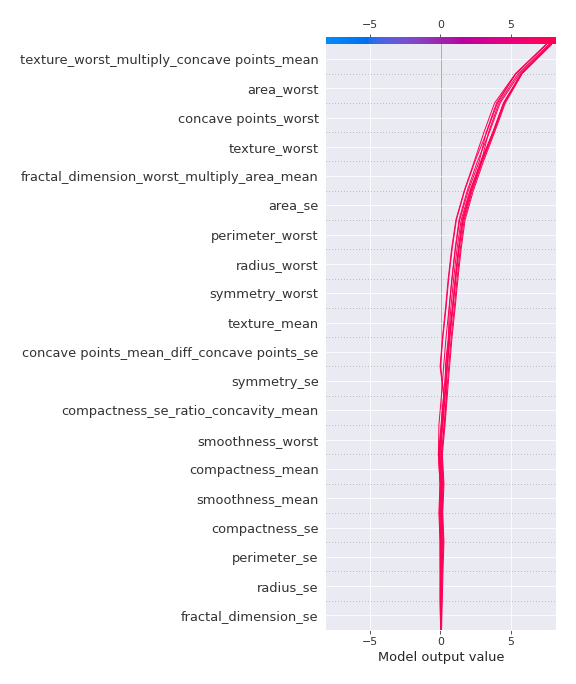 −5 0 5
texture_worst_multiply_concave points_mean
area_worst
concave points_worst
texture_worst
fractal_dimension_worst_multiply_area_mean
area_se
perimeter_worst
radius_worst
symmetry_worst
texture_mean
concave points_mean_diff_concave points_se
symmetry_se
compactness_se_ratio_concavity_mean
smoothness_worst
compactness_mean
smoothness_mean
compactness_se
perimeter_se
radius_se
fractal_dimension_se
−5 0 5
Model output value